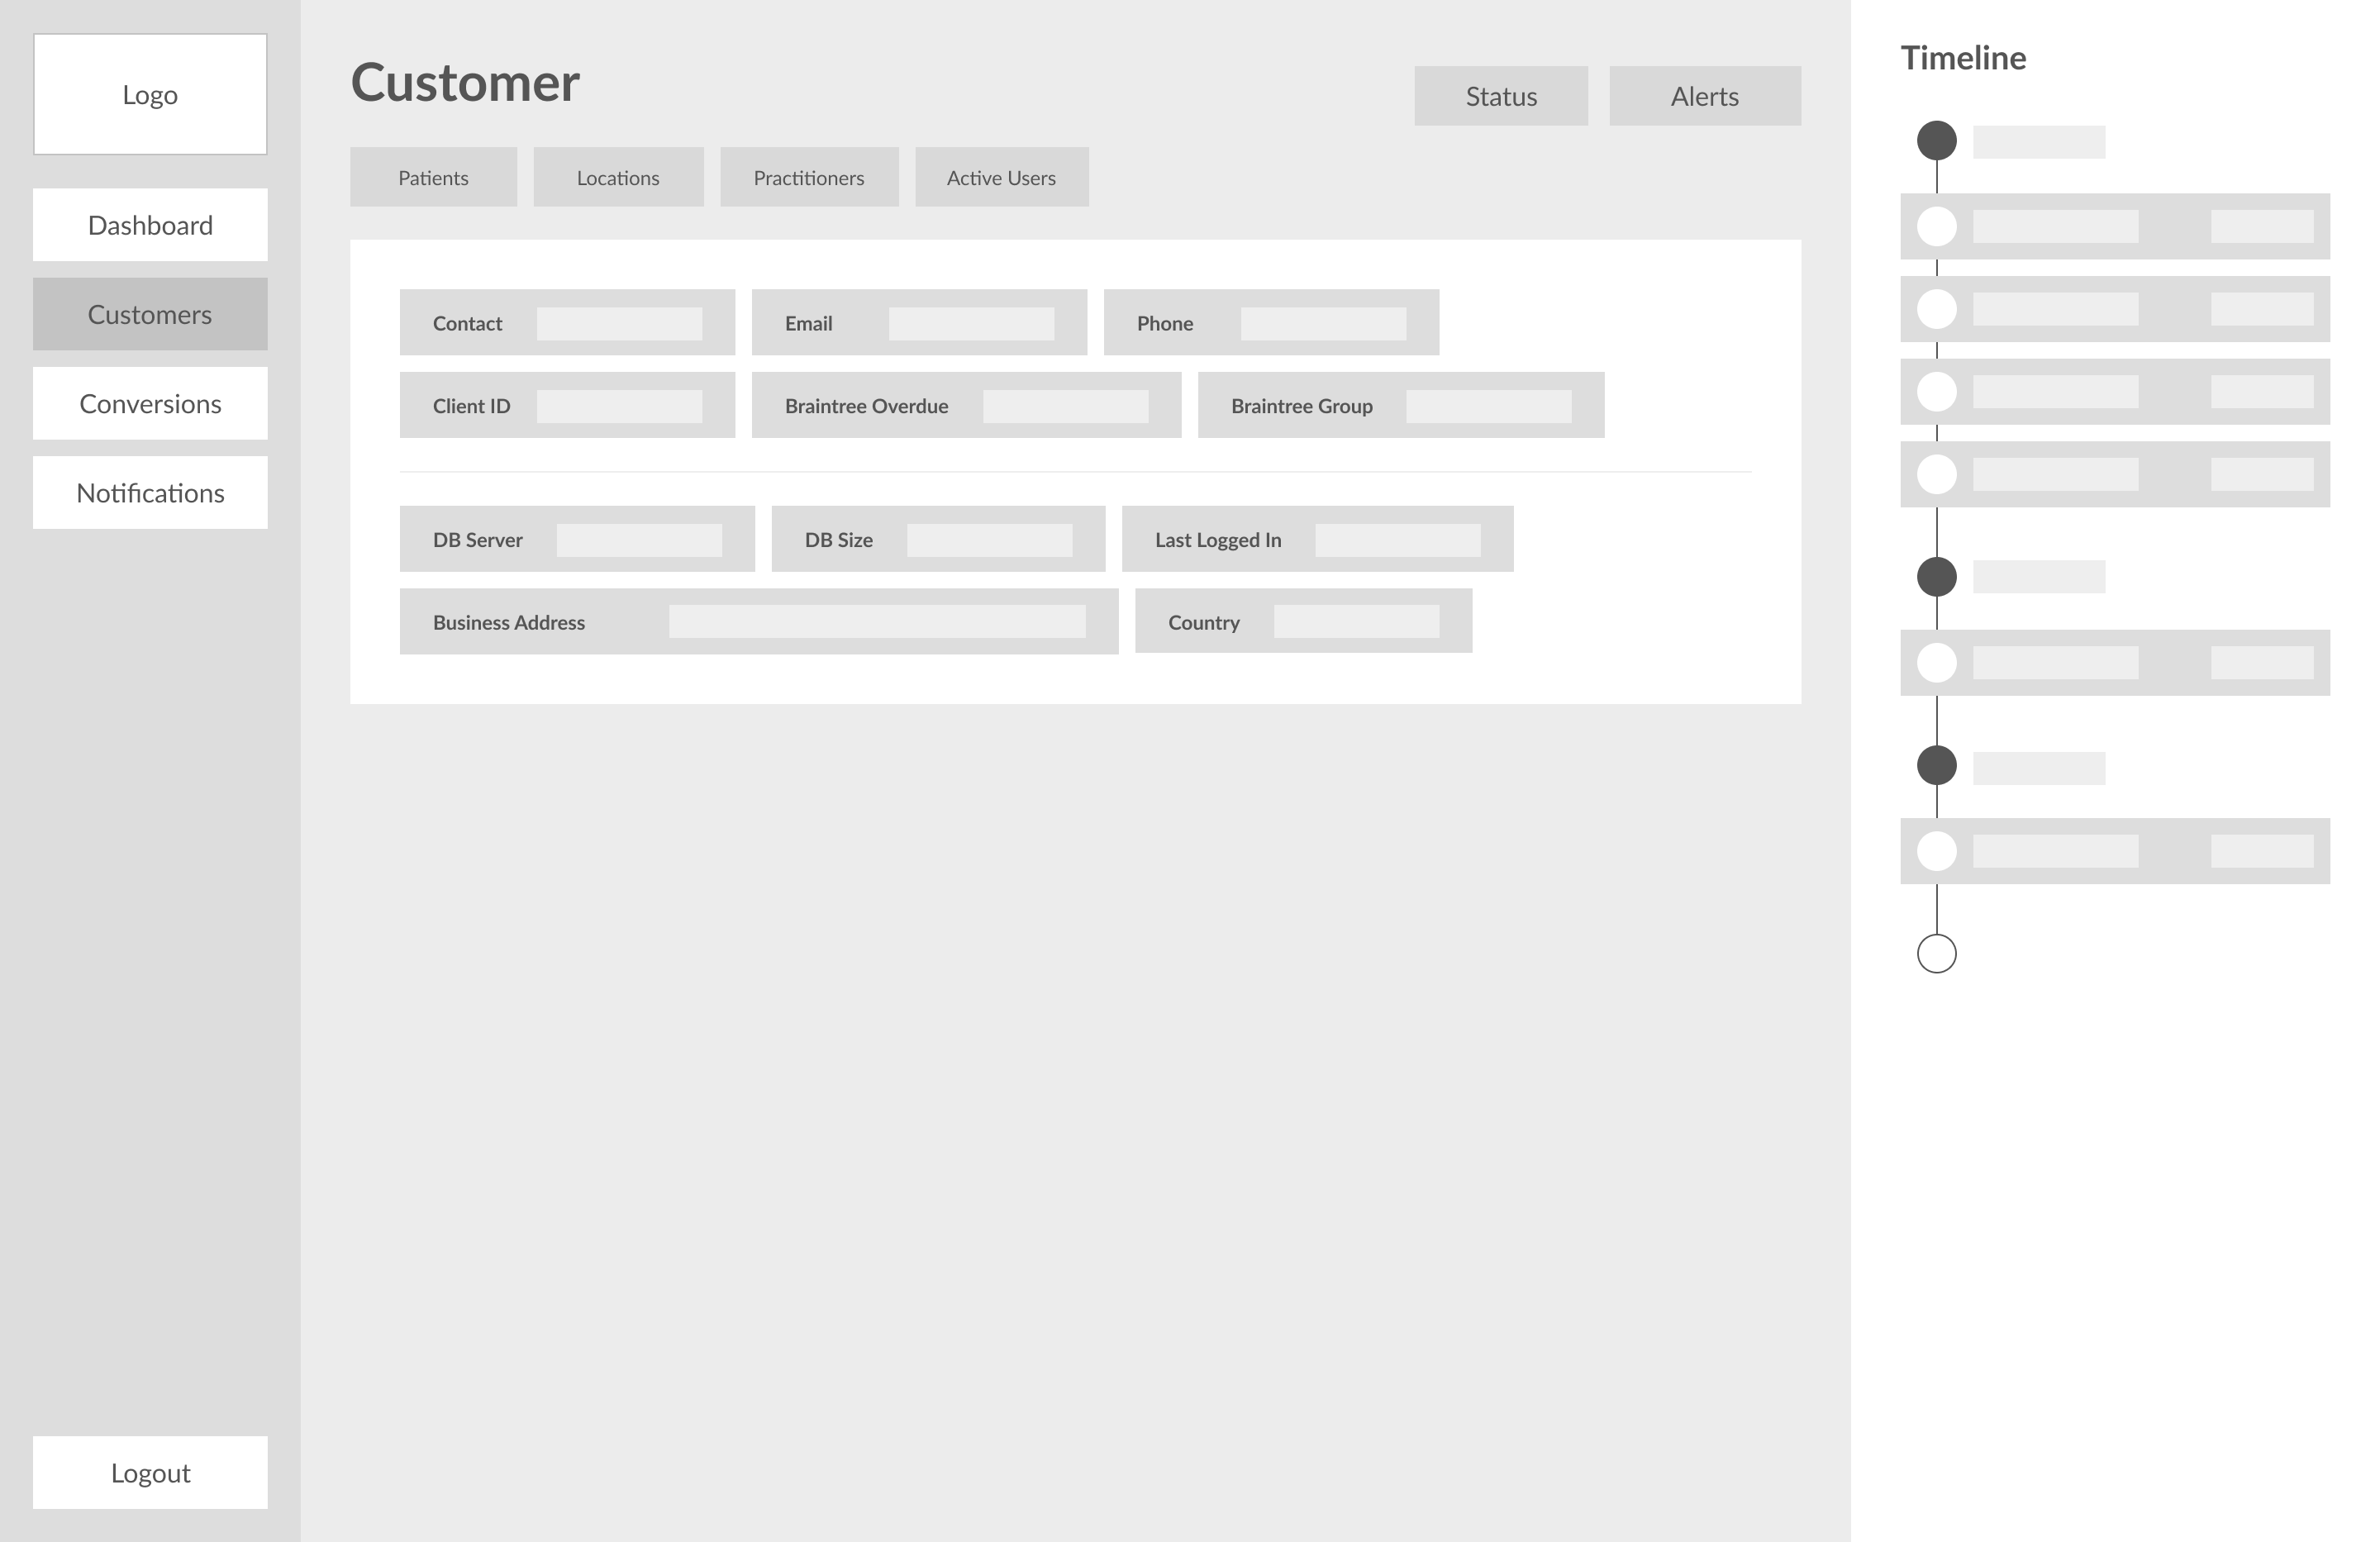 Logo
Dashboard
Customers
Conversions
Notifications
Logout
Customer
Status
Alerts
Patients
Locations
Practitioners
Active Users
Contact
Email
Phone
Client ID
Braintree Overdue
Braintree Group
DB Server
DB Size
Last Logged In
Business Address
Country
Timeline